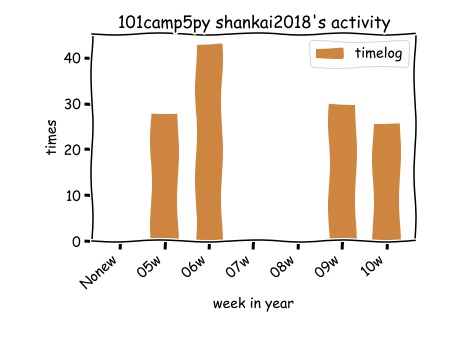 101camp5py shankai2018's activity
timelog
times
40
30
20
10
0
Nonew 05w 06w 07w 08w 09w 10w
week in year